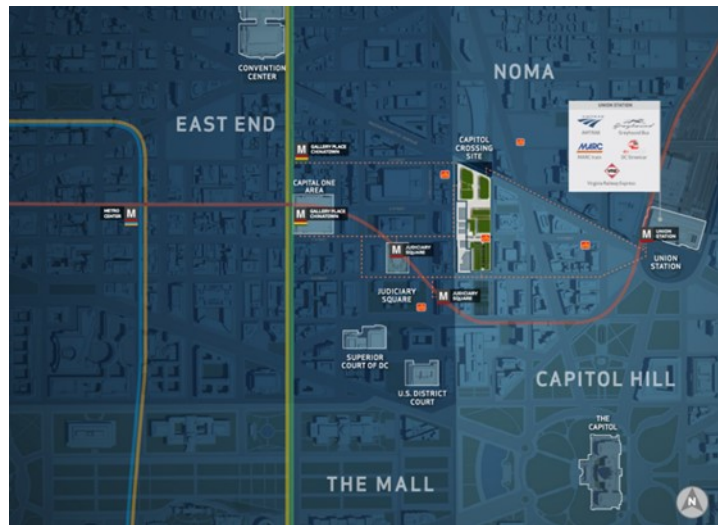 CONVENTION
CENTER
NOMA
EAST END
UNION STATION
AMTRAK
Greyhound Bus
MARC
MARC train
DC Streetcar
VRE
Virginia Railway Express
M
GALLERY PLACE
CHINATOWN
CAPITOL
CROSSING
SITE
CAPITAL ONE
AREA
METRO
CENTER
M
M
GALLERY PLACE
CHINATOWN
M
UNION
STATION
M
JUDICIARY
SQUARE
UNION
STATION
JUDICIARY
SQUARE
M
JUDICIARY
SQUARE
SUPERIOR
COURT OF DC
U.S. DISTRICT
COURT
CAPITOL HILL
THE
CAPITOL
THE MALL
N